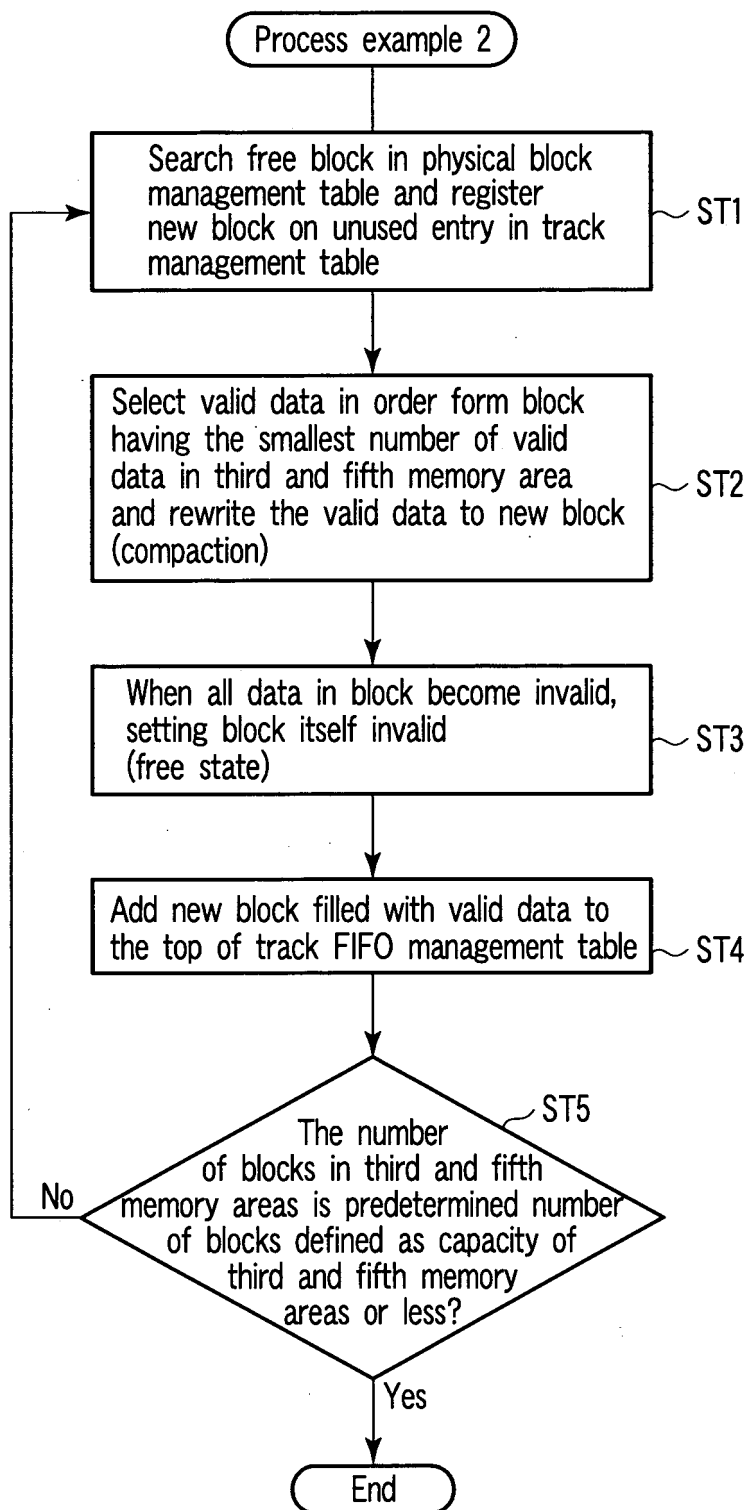 Process example 2
Search free block in physical block
management table and register
new block on unused entry in track
management table
ST1
Select valid data in order form block
having the smallest number of valid
data in third and fifth memory area
and rewrite the valid data to new block
(compaction)
ST2
When all data in block become invalid,
setting block itself invalid
(free state)
ST3
Add new block filled with valid data to
the top of track FIFO management table
ST4
ST5
The number
of blocks in third and fifth
memory areas is predetermined number
of blocks defined as capacity of
third and fifth memory
areas or less?
No
Yes
End